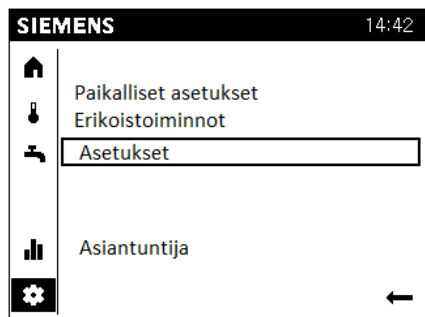 SIEMENS 14:42
Paikalliset asetukset
Erikoistoiminnot
Asetukset
Asiantuntija